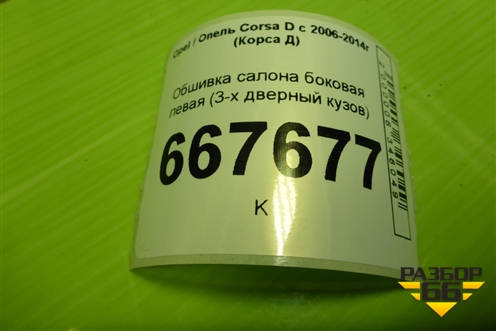 Opel / Опель Corsa D с 2006-2014г
(Корса Д)
Обшивка салона боковая
левая (3-х дверный кузов)
667677
К
РАЗБОР
66